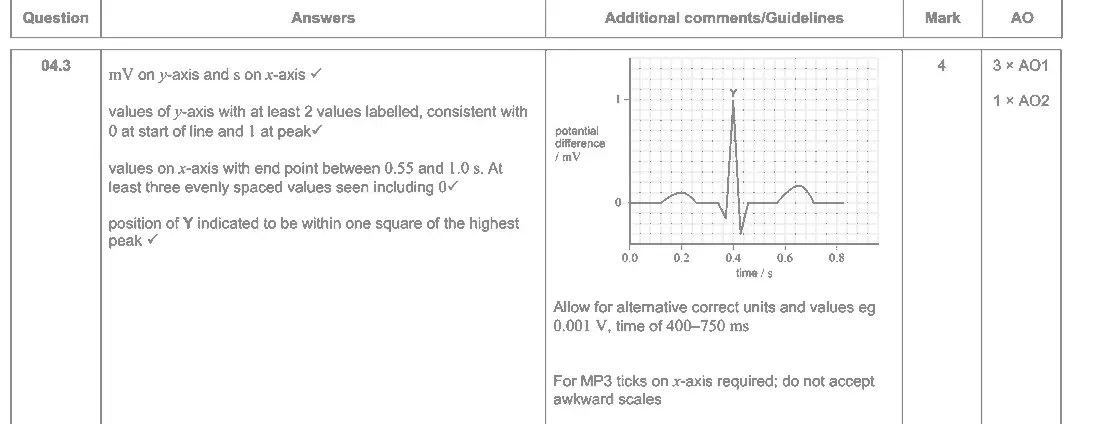 Question Answers Additional comments/Guidelines Mark AO
04.3
mV on y-axis and s on x-axis ✓
values of y-axis with at least 2 values labelled, consistent with
0 at start of line and 1 at peak✓
values on x-axis with end point between 0.55 and 1.0 s. At
least three evenly spaced values seen including 0✓
position of Y indicated to be within one square of the highest
peak ✓
Y
1
potential
difference
/ mV
0
0.0 0.2 0.4 0.6 0.8
time / s
Allow for alternative correct units and values eg
0.001 V, time of 400–750 ms
For MP3 ticks on x-axis required; do not accept
awkward scales
4
3 × AO1
1 × AO2